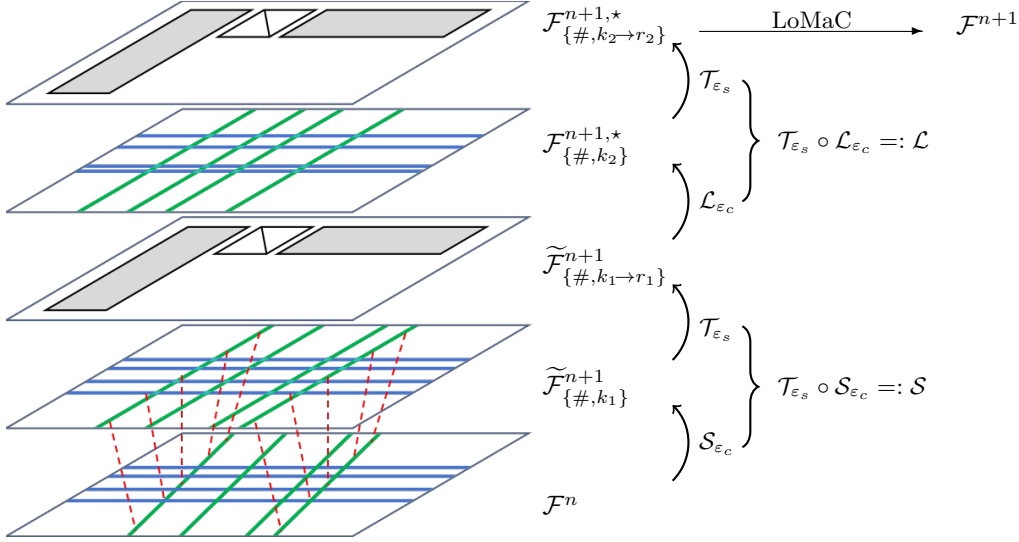 $\mathcal{F}^{n+1,\star}_{\{\#,k_2\to r_2\}}$ LoMaC $\mathcal{F}^{n+1}$
$\mathcal{T}_{\varepsilon_s}$
$\mathcal{F}^{n+1,\star}_{\{\#,k_2\}}$ $\mathcal{T}_{\varepsilon_s} \circ \mathcal{L}_{\varepsilon_c} =: \mathcal{L}$
$\mathcal{L}_{\varepsilon_c}$
$\widetilde{\mathcal{F}}^{n+1}_{\{\#,k_1\to r_1\}}$
$\mathcal{T}_{\varepsilon_s}$
$\widetilde{\mathcal{F}}^{n+1}_{\{\#,k_1\}}$ $\mathcal{T}_{\varepsilon_s} \circ \mathcal{S}_{\varepsilon_c} =: \mathcal{S}$
$\mathcal{S}_{\varepsilon_c}$
$\mathcal{F}^{n}$